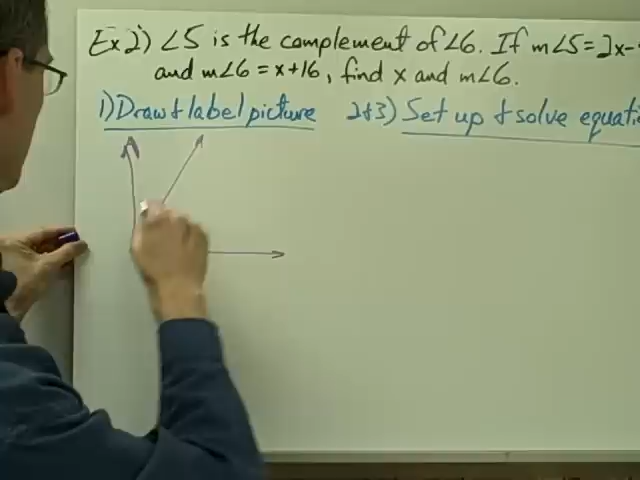 Ex 2) ∠5 is the complement of ∠6. If m∠5=2x-
and m∠6 = x+16, find x and m∠6.
1) Draw & label picture 2&3) Set up & solve